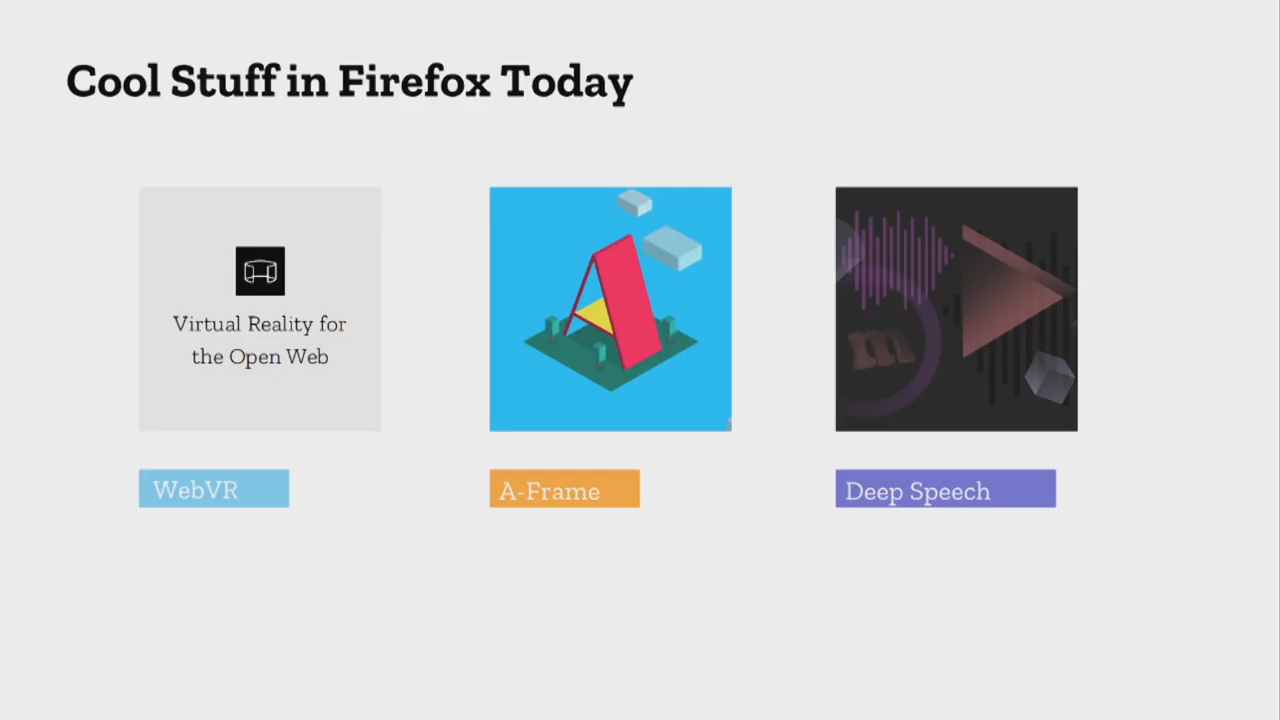 Cool Stuff in Firefox Today
Virtual Reality for
the Open Web
WebVR
A-Frame
Deep Speech